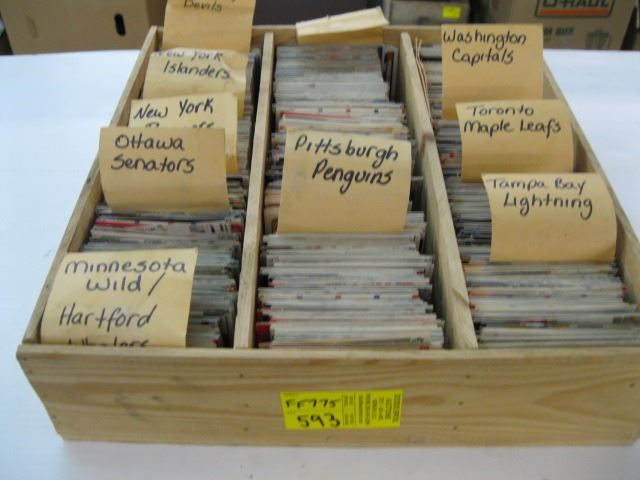 Devils
New York
Islanders
New York
Ottawa
Senators
Minnesota
Wild/
Hartford
Whalers
Pittsburgh
Penguins
Washington
Capitals
Toronto
Maple Leafs
Tampa Bay
Lightning
593